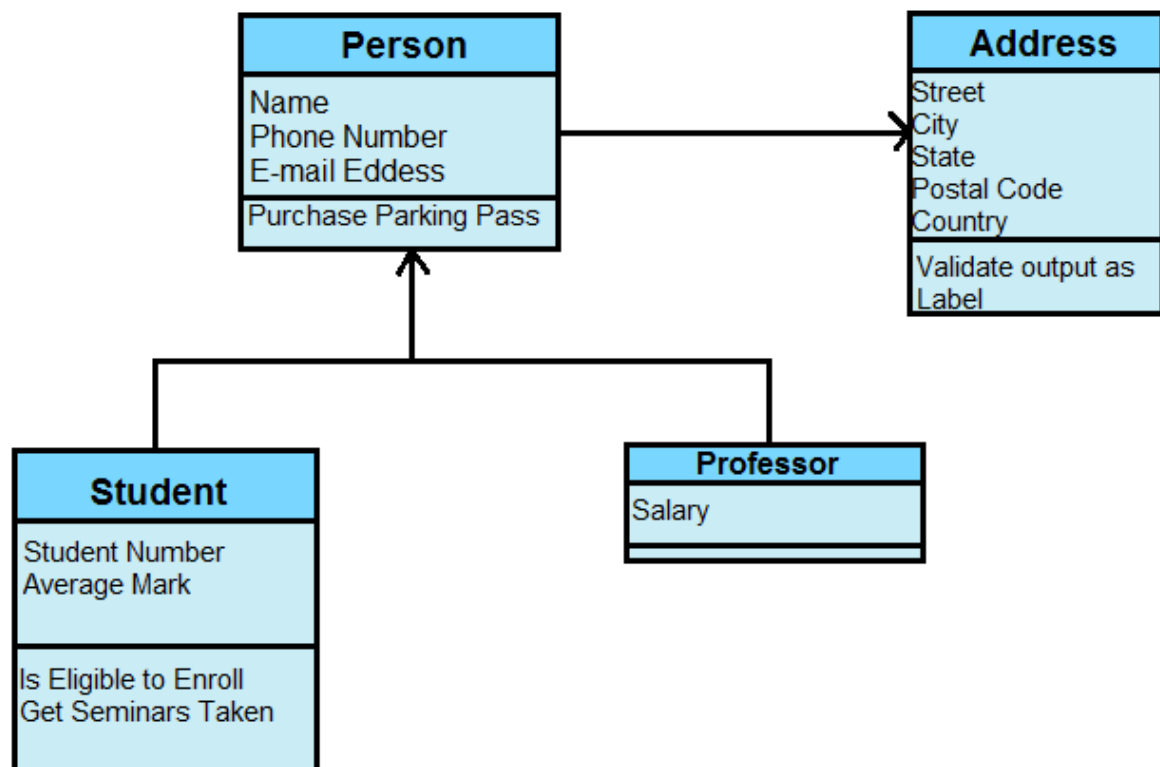 Person
Name
Phone Number
E-mail Eddess
Purchase Parking Pass
Address
Street
City
State
Postal Code
Country
Validate output as
Label
Student
Student Number
Average Mark
Is Eligible to Enroll
Get Seminars Taken
Professor
Salary